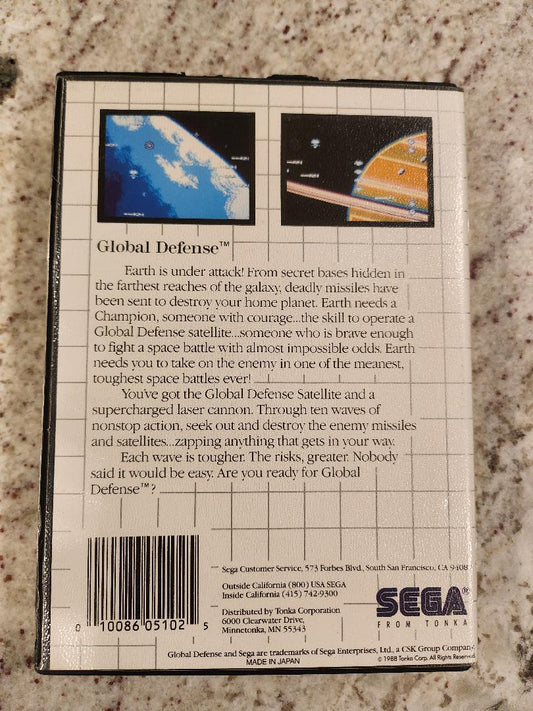 Global Defense™
Earth is under attack! From secret bases hidden in
the farthest reaches of the galaxy, deadly missiles have
been sent to destroy your home planet. Earth needs a
Champion, someone with courage...the skill to operate a
Global Defense satellite...someone who is brave enough
to fight a space battle with almost impossible odds. Earth
needs you to take on the enemy in one of the meanest,
toughest space battles ever!
You've got the Global Defense Satellite and a
supercharged laser cannon. Through ten waves of
nonstop action, seek out and destroy the enemy missiles
and satellites...zapping anything that gets in your way.
Each wave is tougher. The risks, greater. Nobody
said it would be easy. Are you ready for Global
Defense™?
Sega Customer Service, 573 Forbes Blvd., South San Francisco, CA 9408
Outside California (800) USA SEGA
Inside California (415) 742-9300
Distributed by Tonka Corporation
6000 Clearwater Drive,
Minnetonka, MN 55343
SEGA®
FROM TONKA
0 10086 05102 5
Global Defense and Sega are trademarks of Sega Enterprises, Ltd., a CSK Group Company
MADE IN JAPAN
© 1988 Tonka Corp. All Rights Reserved